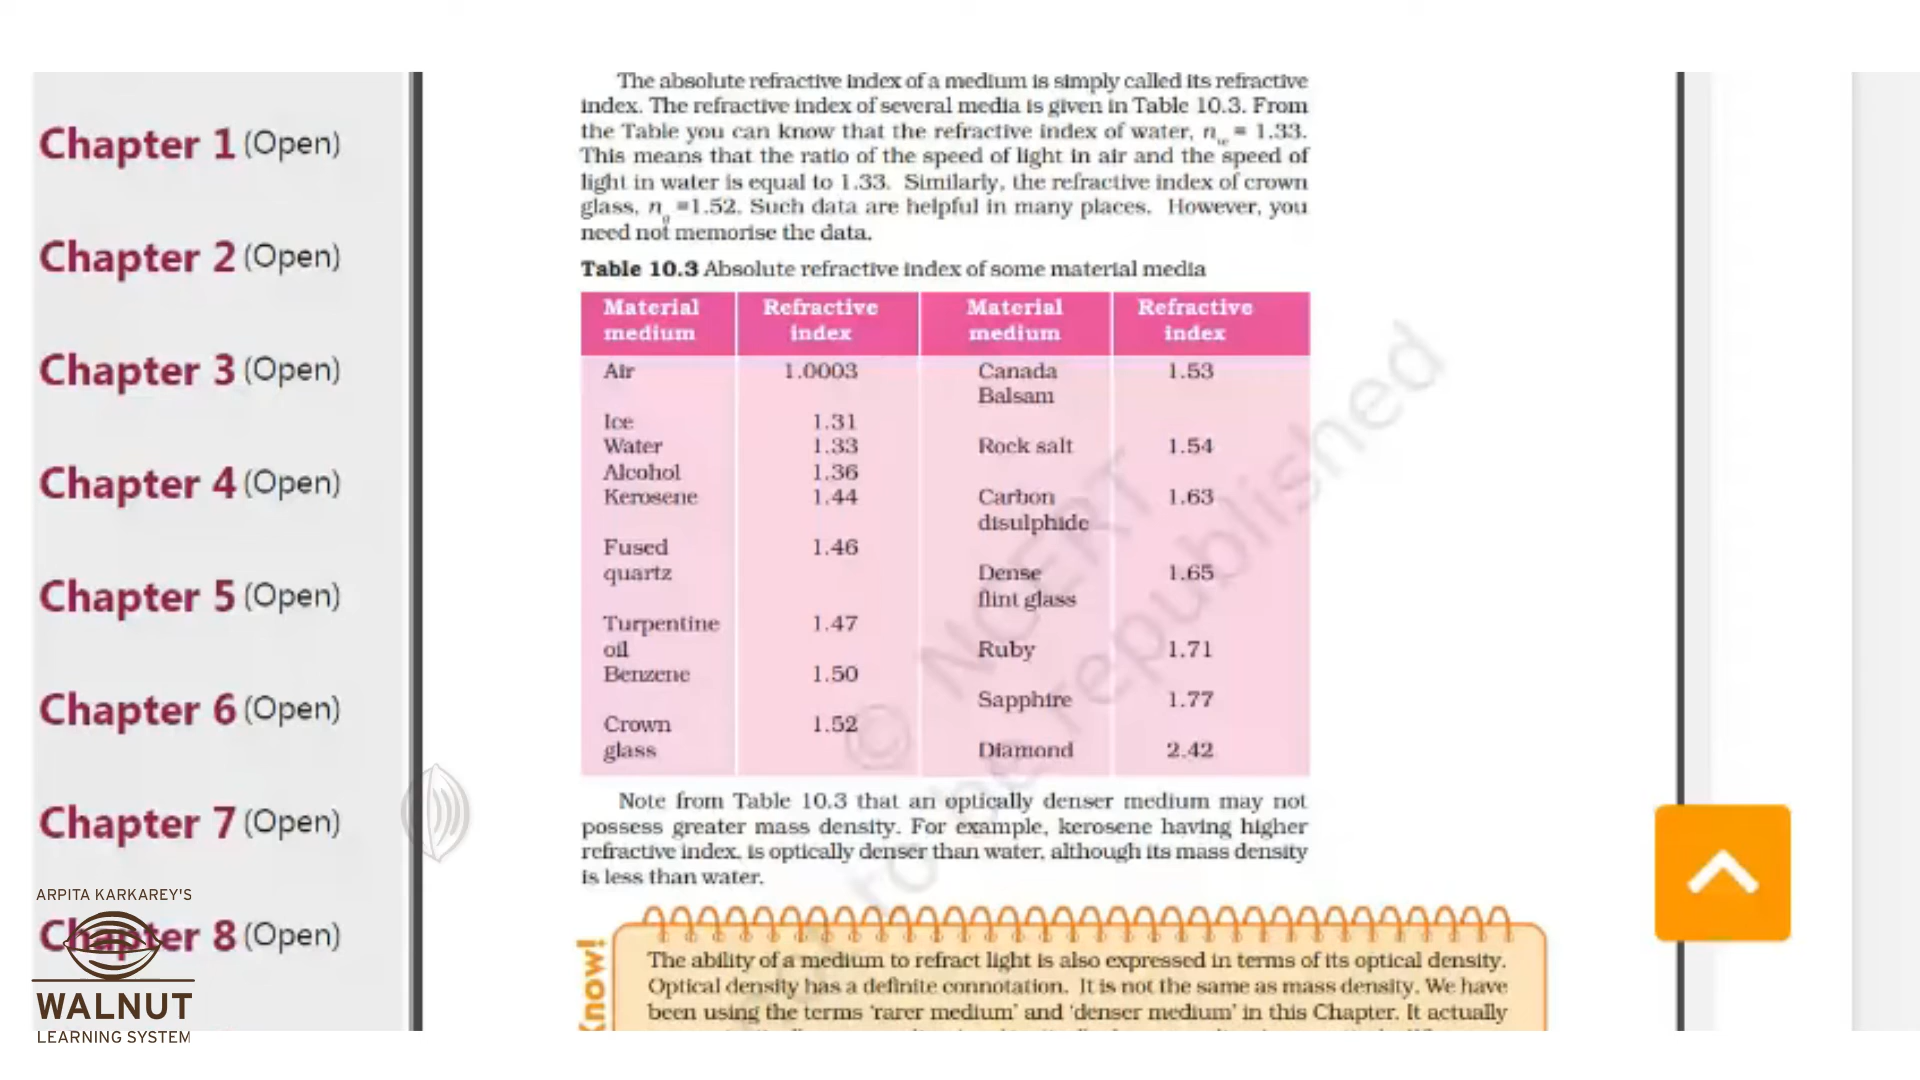 Chapter 1 (Open)
Chapter 2 (Open)
Chapter 3 (Open)
Chapter 4 (Open)
Chapter 5 (Open)
Chapter 6 (Open)
Chapter 7 (Open)
Chapter 8 (Open)
ARPITA KARKAREY'S
WALNUT
LEARNING SYSTEM
The absolute refractive index of a medium is simply called its refractive
index. The refractive index of several media is given in Table 10.3. From
the Table you can know that the refractive index of water, nw = 1.33.
This means that the ratio of the speed of light in air and the speed of
light in water is equal to 1.33. Similarly, the refractive index of crown
glass, ng =1.52. Such data are helpful in many places. However, you
need not memorise the data.
Table 10.3 Absolute refractive index of some material media
Material medium Refractive index Material medium Refractive index
Air 1.0003 Canada
Balsam 1.53
Ice 1.31
Water 1.33 Rock salt 1.54
Alcohol 1.36
Kerosene 1.44 Carbon
disulphide 1.63
Fused
quartz 1.46
Dense
flint glass 1.65
Turpentine
oil 1.47
Ruby 1.71
Benzene 1.50
Sapphire 1.77
Crown
glass 1.52
Diamond 2.42
© NCERT
to be republished
Note from Table 10.3 that an optically denser medium may not
possess greater mass density. For example, kerosene having higher
refractive index, is optically denser than water, although its mass density
is less than water.
Know!
The ability of a medium to refract light is also expressed in terms of its optical density.
Optical density has a definite connotation. It is not the same as mass density. We have
been using the terms ‘rarer medium’ and ‘denser medium’ in this Chapter. It actually